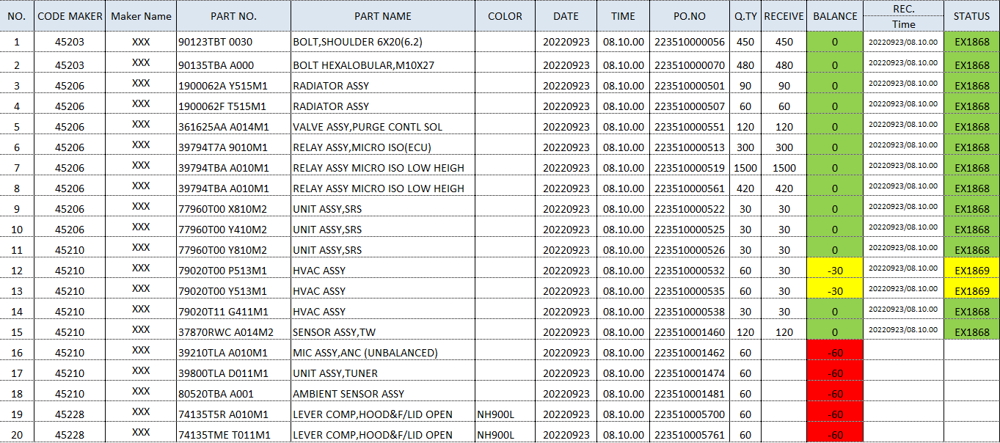 NO. CODE MAKER Maker Name PART NO. PART NAME COLOR DATE TIME PO.NO Q.TY RECEIVE BALANCE REC. Time STATUS
1 45203 XXX 90123TBT 0030 BOLT,SHOULDER 6X20(6.2) 20220923 08.10.00 223510000056 450 450 0 20220923/08.10.00 EX1868
2 45203 XXX 90135TBA A000 BOLT HEXALOBULAR,M10X27 20220923 08.10.00 223510000070 480 480 0 20220923/08.10.00 EX1868
3 45206 XXX 1900062A Y515M1 RADIATOR ASSY 20220923 08.10.00 223510000501 90 90 0 20220923/08.10.00 EX1868
4 45206 XXX 1900062F T515M1 RADIATOR ASSY 20220923 08.10.00 223510000507 60 60 0 20220923/08.10.00 EX1868
5 45206 XXX 361625AA A014M1 VALVE ASSY,PURGE CONTL SOL 20220923 08.10.00 223510000551 120 120 0 20220923/08.10.00 EX1868
6 45206 XXX 39794T7A 9010M1 RELAY ASSY,MICRO ISO(ECU) 20220923 08.10.00 223510000513 300 300 0 20220923/08.10.00 EX1868
7 45206 XXX 39794TBA A010M1 RELAY ASSY MICRO ISO LOW HEIGH 20220923 08.10.00 223510000519 1500 1500 0 20220923/08.10.00 EX1868
8 45206 XXX 39794TBA A010M1 RELAY ASSY MICRO ISO LOW HEIGH 20220923 08.10.00 223510000561 420 420 0 20220923/08.10.00 EX1868
9 45206 XXX 77960T00 X810M2 UNIT ASSY,SRS 20220923 08.10.00 223510000522 30 30 0 20220923/08.10.00 EX1868
10 45206 XXX 77960T00 Y410M2 UNIT ASSY,SRS 20220923 08.10.00 223510000525 30 30 0 20220923/08.10.00 EX1868
11 45210 XXX 77960T00 Y810M2 UNIT ASSY,SRS 20220923 08.10.00 223510000526 30 30 0 20220923/08.10.00 EX1868
12 45210 XXX 79020T00 P513M1 HVAC ASSY 20220923 08.10.00 223510000532 60 30 -30 20220923/08.10.00 EX1869
13 45210 XXX 79020T00 Y513M1 HVAC ASSY 20220923 08.10.00 223510000535 60 30 -30 20220923/08.10.00 EX1869
14 45210 XXX 79020T11 G411M1 HVAC ASSY 20220923 08.10.00 223510000538 30 30 0 20220923/08.10.00 EX1868
15 45210 XXX 37870RWC A014M2 SENSOR ASSY,TW 20220923 08.10.00 223510001460 120 120 0 20220923/08.10.00 EX1868
16 45210 XXX 39210TLA A010M1 MIC ASSY,ANC (UNBALANCED) 20220923 08.10.00 223510001462 60 -60
17 45210 XXX 39800TLA D011M1 UNIT ASSY,TUNER 20220923 08.10.00 223510001474 60 -60
18 45210 XXX 80520TBA A001 AMBIENT SENSOR ASSY 20220923 08.10.00 223510001481 60 -60
19 45228 XXX 74135T5R A010M1 LEVER COMP,HOOD&F/LID OPEN NH900L 20220923 08.10.00 223510005700 60 -60
20 45228 XXX 74135TME T011M1 LEVER COMP,HOOD&F/LID OPEN NH900L 20220923 08.10.00 223510005761 60 -60